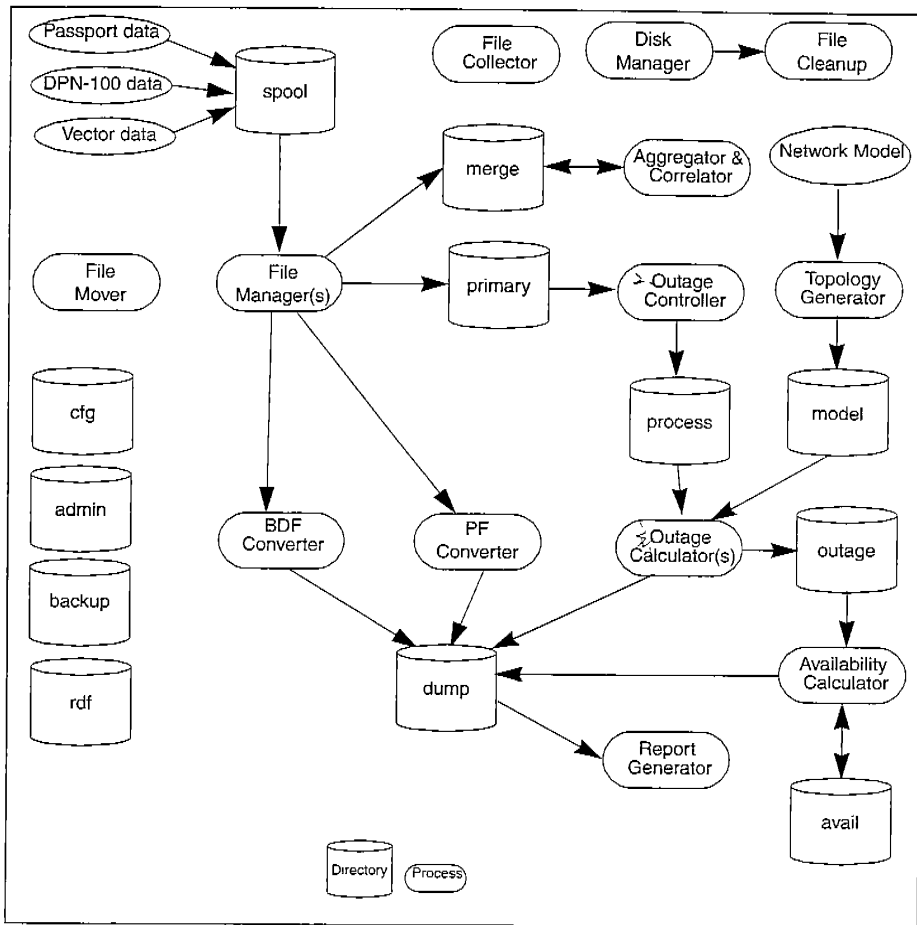 Passport data
DPN-100 data
Vector data
spool
File
Collector
Disk
Manager
File
Cleanup
merge
Aggregator &
Correlator
Network Model
File
Mover
File
Manager(s)
primary
Outage
Controller
Topology
Generator
cfg
process
model
admin
BDF
Converter
PF
Converter
Outage
Calculator(s)
outage
backup
rdf
dump
Availability
Calculator
Report
Generator
avail
Directory
Process